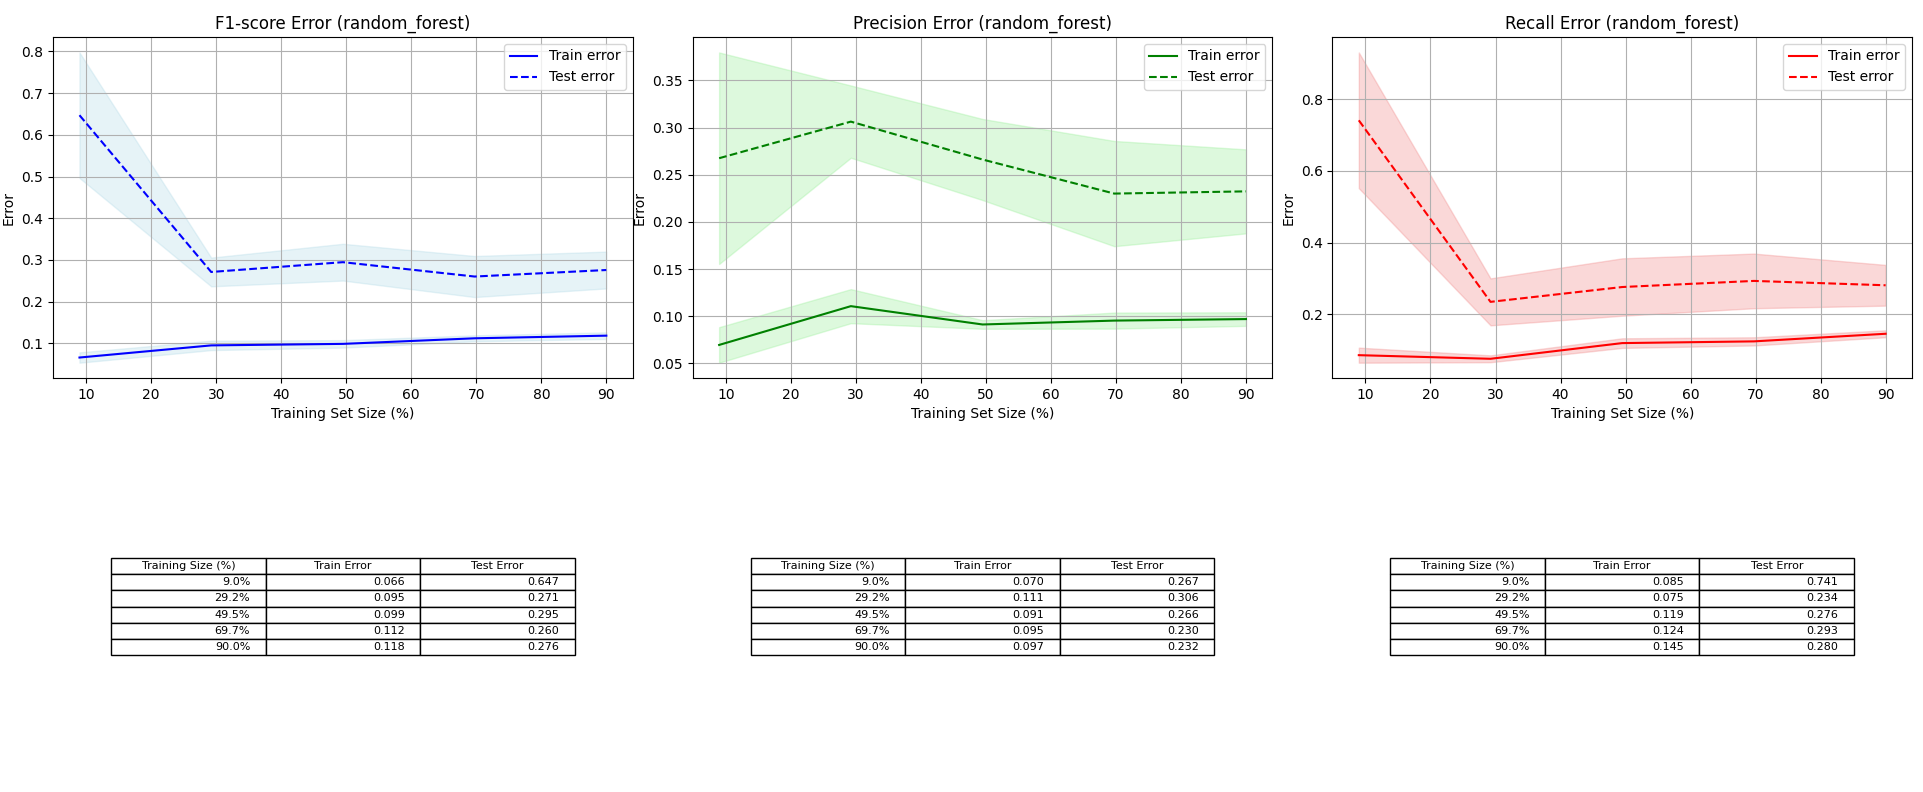 F1-score Error (random_forest)
Train error
Test error
0.8
0.7
0.6
0.5
0.4
0.3
0.2
0.1
Error
10 20 30 40 50 60 70 80 90
Training Set Size (%)
Precision Error (random_forest)
Train error
Test error
0.35
0.30
0.25
0.20
0.15
0.10
0.05
Error
10 20 30 40 50 60 70 80 90
Training Set Size (%)
Recall Error (random_forest)
Train error
Test error
0.8
0.6
0.4
0.2
Error
10 20 30 40 50 60 70 80 90
Training Set Size (%)
Training Size (%) Train Error Test Error
9.0% 0.066 0.647
29.2% 0.095 0.271
49.5% 0.099 0.295
69.7% 0.112 0.260
90.0% 0.118 0.276
Training Size (%) Train Error Test Error
9.0% 0.070 0.267
29.2% 0.111 0.306
49.5% 0.091 0.266
69.7% 0.095 0.230
90.0% 0.097 0.232
Training Size (%) Train Error Test Error
9.0% 0.085 0.741
29.2% 0.075 0.234
49.5% 0.119 0.276
69.7% 0.124 0.293
90.0% 0.145 0.280